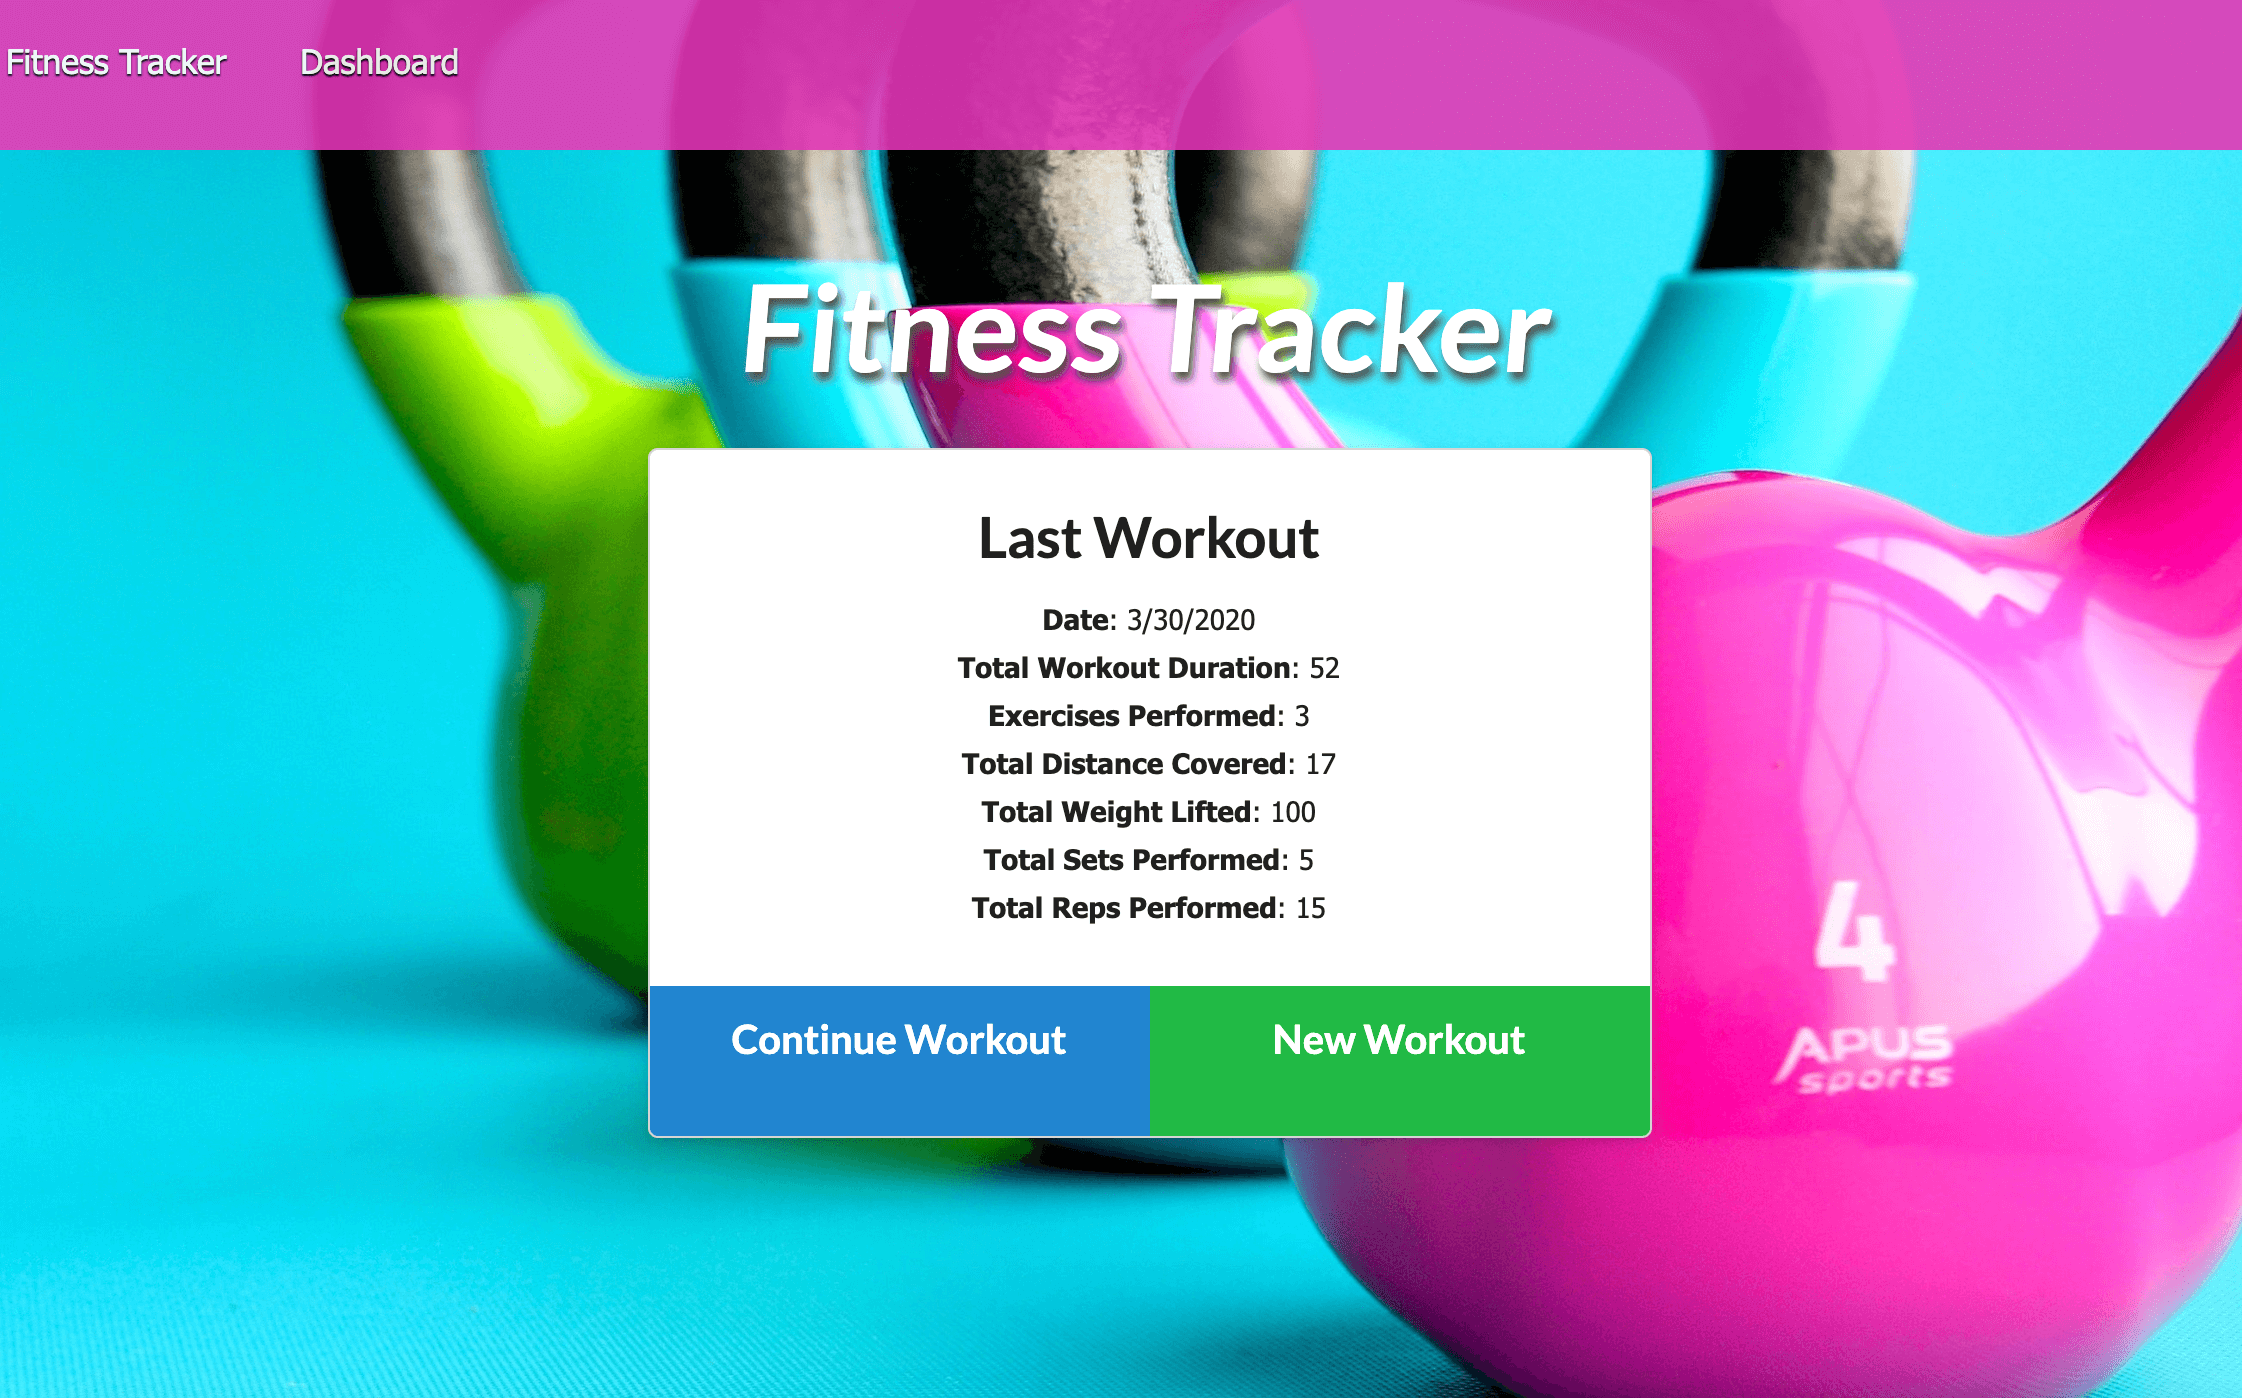 Fitness Tracker Dashboard
Fitness Tracker
Last Workout
Date: 3/30/2020
Total Workout Duration: 52
Exercises Performed: 3
Total Distance Covered: 17
Total Weight Lifted: 100
Total Sets Performed: 5
Total Reps Performed: 15
Continue Workout New Workout
4
APUS
sports